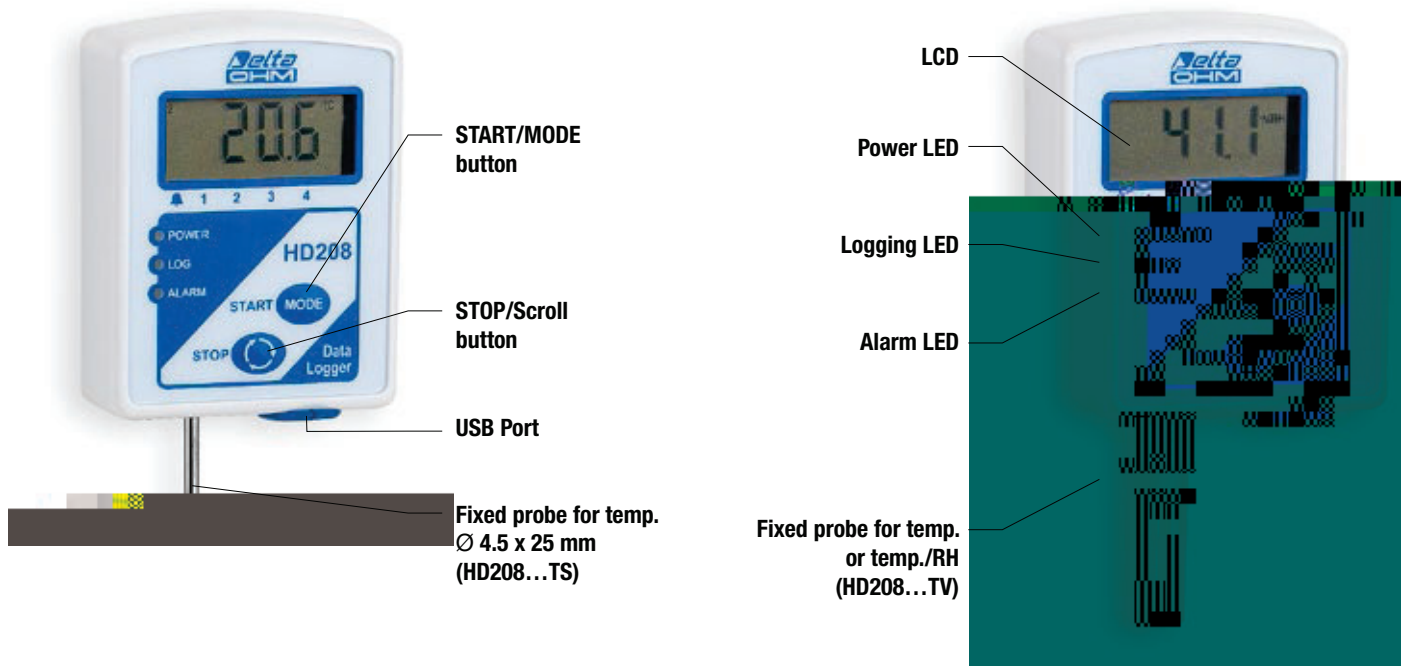 Delta
OHM
2
20.6 °C
1 2 3 4
POWER
LOG
ALARM
HD208
START MODE
STOP
Data
Logger
START/MODE
button
STOP/Scroll
button
USB Port
Fixed probe for temp.
Ø 4.5 x 25 mm
(HD208...TS)
Delta
OHM
41.1 %RH
LCD
Power LED
Logging LED
Alarm LED
Fixed probe for temp.
or temp./RH
(HD208...TV)